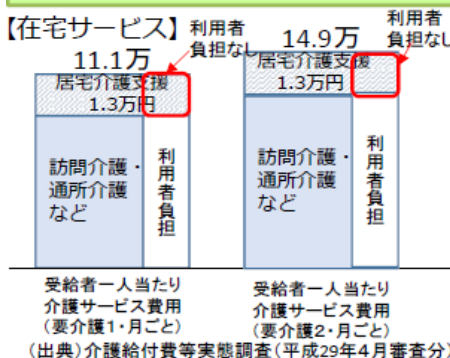 【在宅サービス】
利用者
負担なし
11.1万
居宅介護支援
1.3万円
訪問介護・
通所介護
など
利用者負担
利用者
負担なし
14.9万
居宅介護支援
1.3万円
訪問介護・
通所介護
など
利用者負担
受給者一人当たり
介護サービス費用
(要介護1・月ごと)
受給者一人当たり
介護サービス費用
(要介護2・月ごと)
(出典)介護給付費等実態調査(平成29年4月審査分)